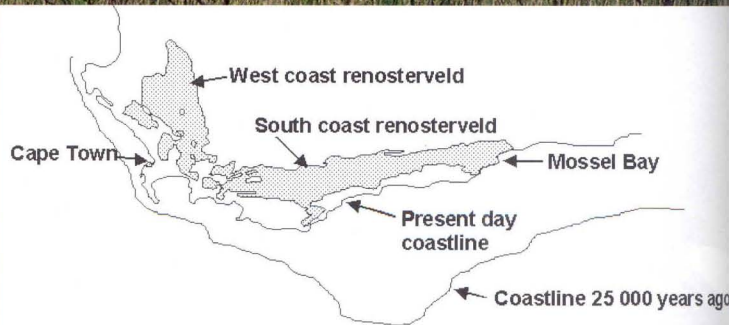 West coast renosterveld
South coast renosterveld
Cape Town
Mossel Bay
Present day
coastline
Coastline 25 000 years ago